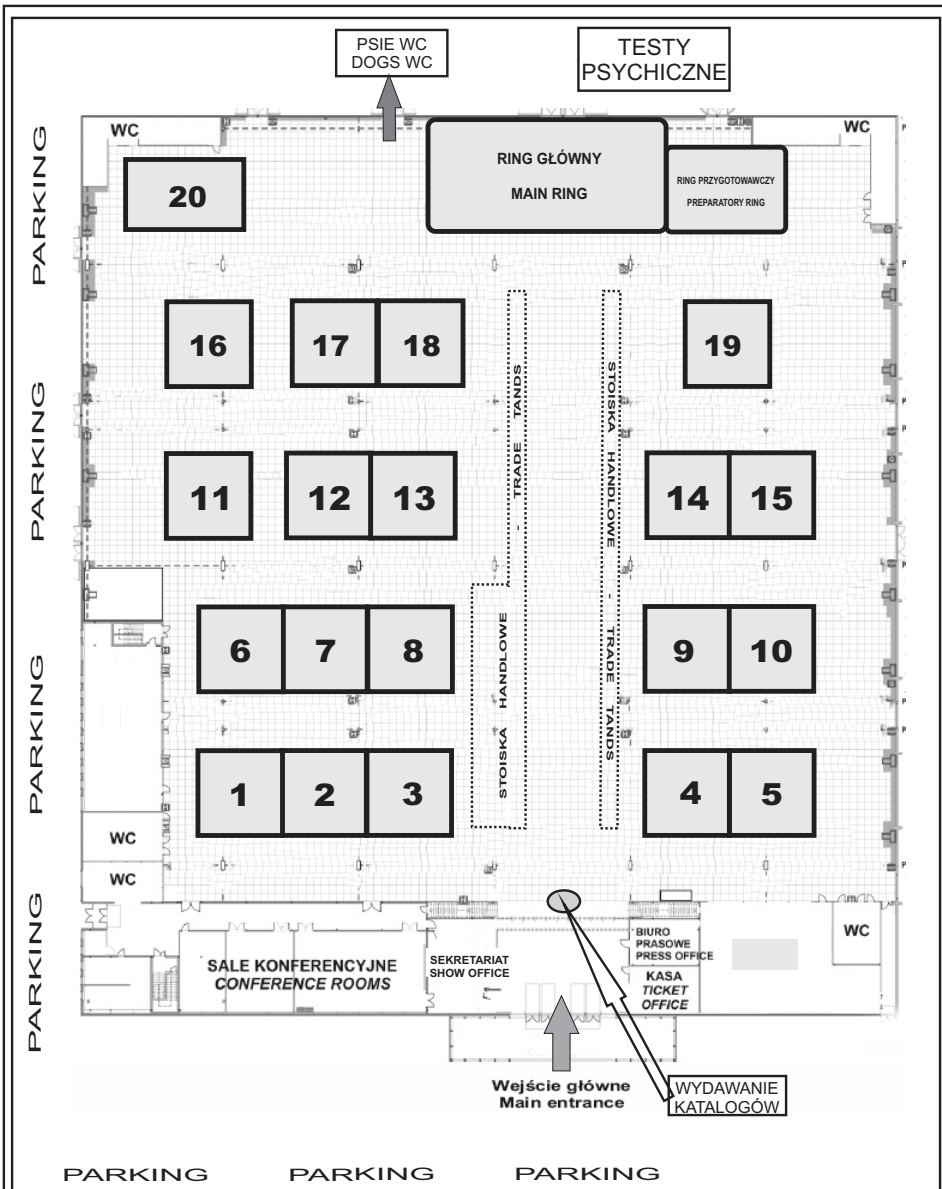 PSIE WC
DOGS WC
TESTY
PSYCHICZNE
PARKING
WC
WC
RING GŁÓWNY
MAIN RING
RING PRZYGOTOWAWCZY
PREPARATORY RING
20
16
17
18
19
PARKING
STOISKA HANDLOWE - TRADE TANDS
STOISKA HANDLOWE - TRADE TANDS
11
12
13
14
15
6
7
8
9
10
PARKING
1
2
3
4
5
WC
WC
PARKING
SALE KONFERENCYJNE
CONFERENCE ROOMS
SEKRETARIAT
SHOW OFFICE
BIURO
PRASOWE
PRESS OFFICE
KASA
TICKET
OFFICE
WC
Wejście główne
Main entrance
WYDAWANIE
KATALOGÓW
PARKING
PARKING
PARKING